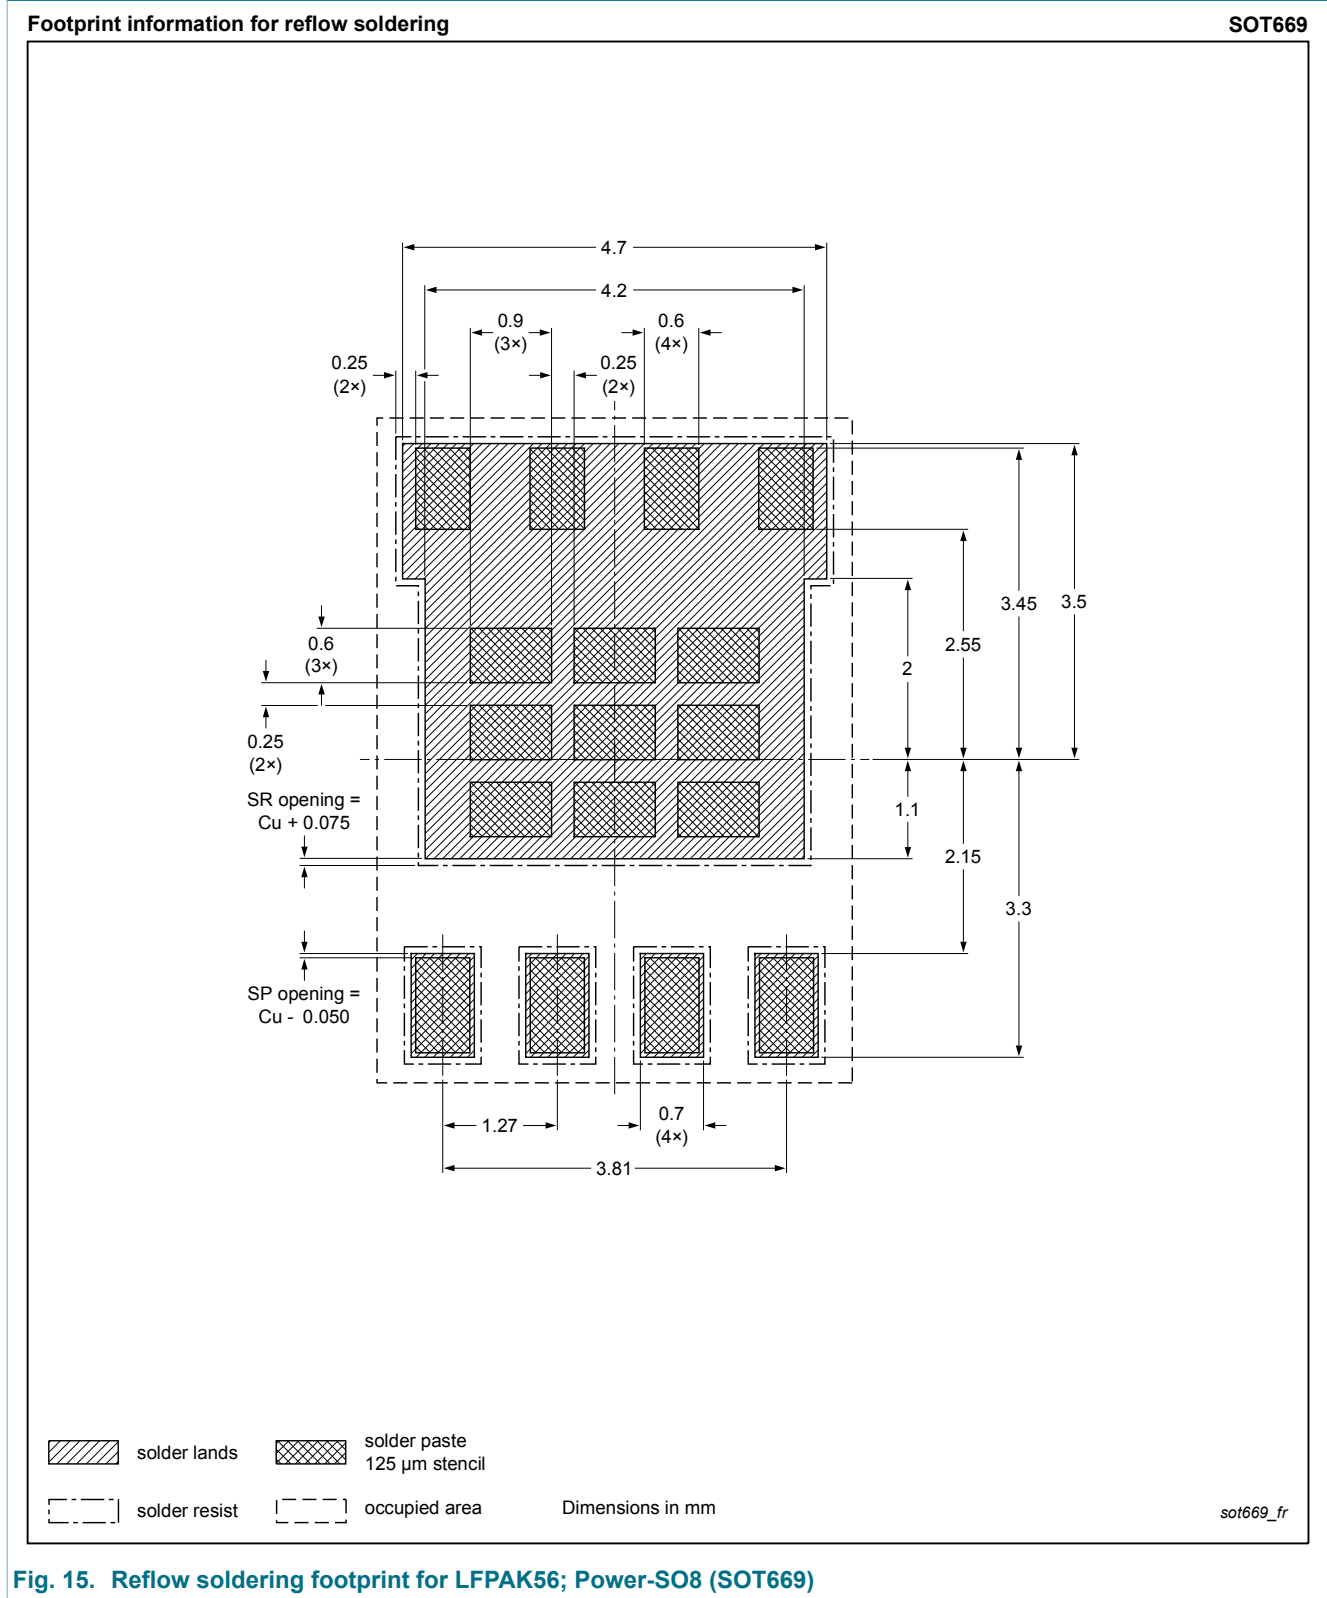 Footprint information for reflow soldering
SOT669
4.7
4.2
0.9
(3×)
0.6
(4×)
0.25
(2×)
0.25
(2×)
3.45
3.5
0.6
(3×)
2.55
2
0.25
(2×)
SR opening =
Cu + 0.075
1.1
2.15
3.3
SP opening =
Cu - 0.050
1.27
0.7
(4×)
3.81
solder lands
solder paste
125 µm stencil
solder resist
occupied area
Dimensions in mm
sot669_fr
Fig. 15. Reflow soldering footprint for LFPAK56; Power-SO8 (SOT669)